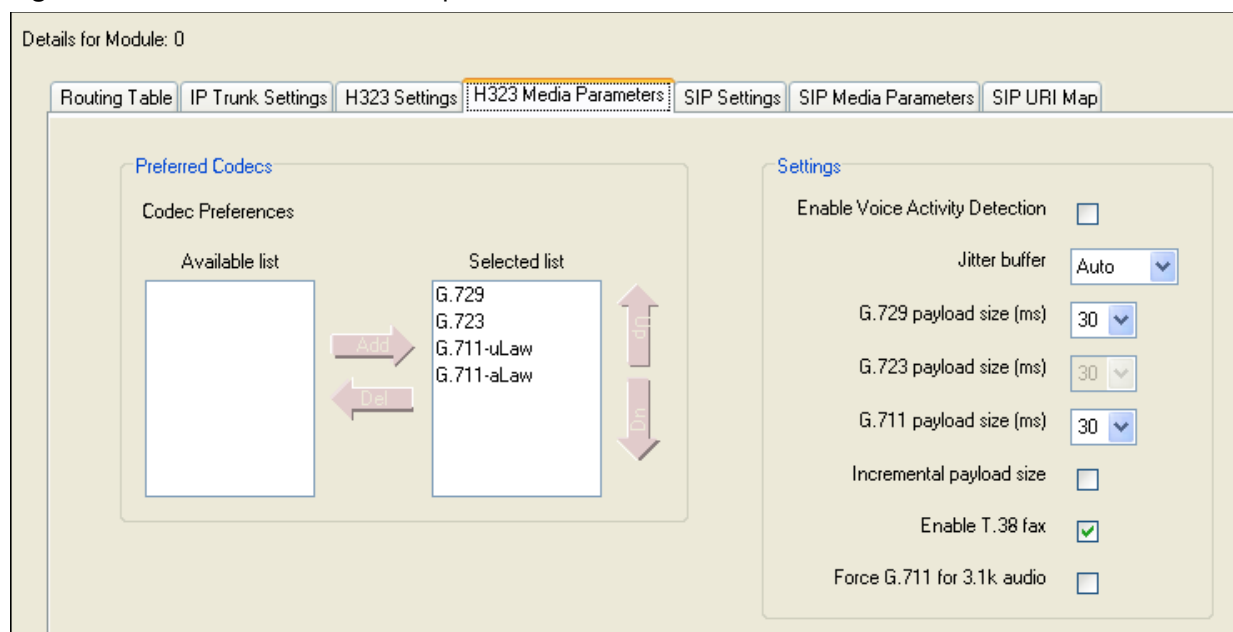 Details for Module: 0
Routing Table IP Trunk Settings H323 Settings H323 Media Parameters SIP Settings SIP Media Parameters SIP URI Map
Preferred Codecs
Codec Preferences
Available list
Selected list
G.729
G.723
G.711-uLaw
G.711-aLaw
Add
Del
Up
Dn
Settings
Enable Voice Activity Detection
Jitter buffer Auto
G.729 payload size (ms) 30
G.723 payload size (ms) 30
G.711 payload size (ms) 30
Incremental payload size
Enable T.38 fax
Force G.711 for 3.1k audio